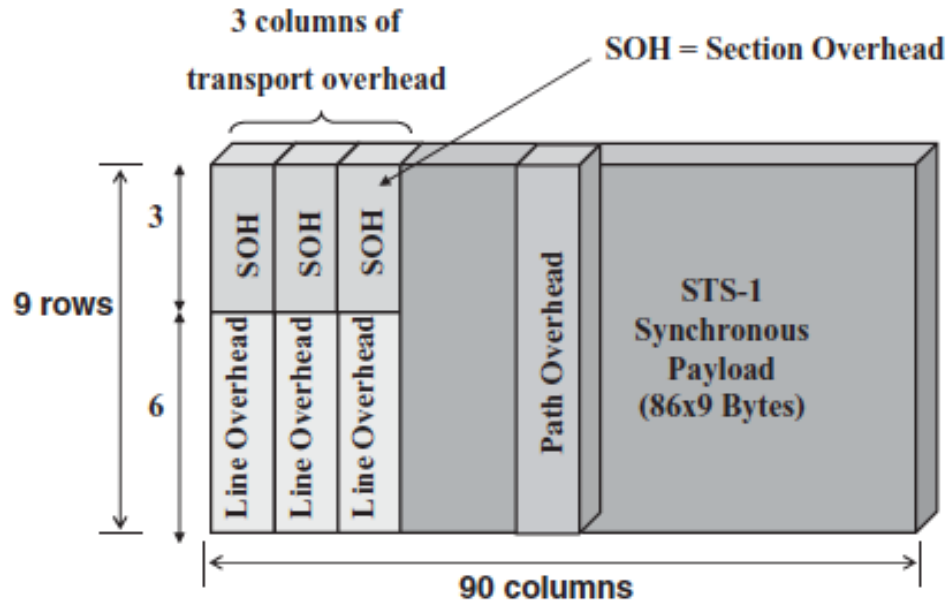 3 columns of
transport overhead
SOH = Section Overhead
3
SOH
SOH
SOH
9 rows
6
Line Overhead
Line Overhead
Line Overhead
Path Overhead
STS-1
Synchronous
Payload
(86x9 Bytes)
90 columns